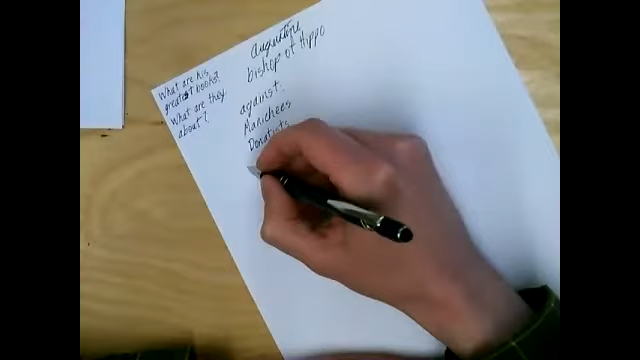 What are his
greatest books?
What are they
about?
Augustine
bishop of Hippo
against:
Manichees
Donatists